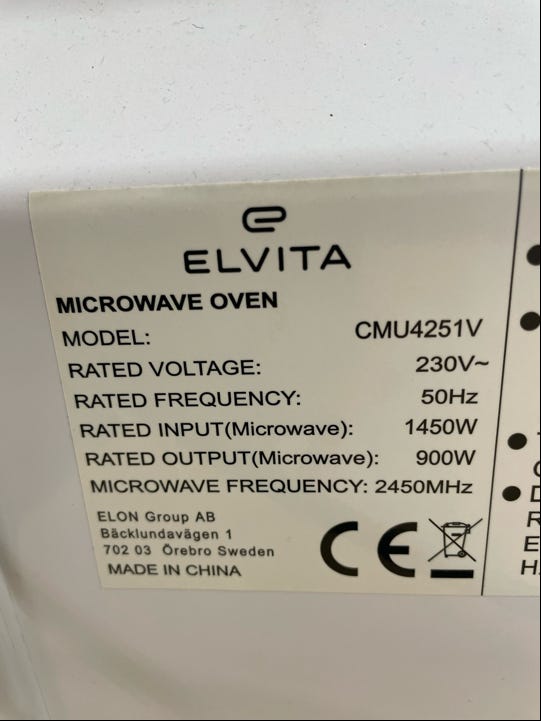 ELVITA
MICROWAVE OVEN
MODEL: CMU4251V
RATED VOLTAGE: 230V~
RATED FREQUENCY: 50Hz
RATED INPUT(Microwave): 1450W
RATED OUTPUT(Microwave): 900W
MICROWAVE FREQUENCY: 2450MHz
ELON Group AB
Bäcklundavägen 1
702 03 Örebro Sweden
MADE IN CHINA
CE